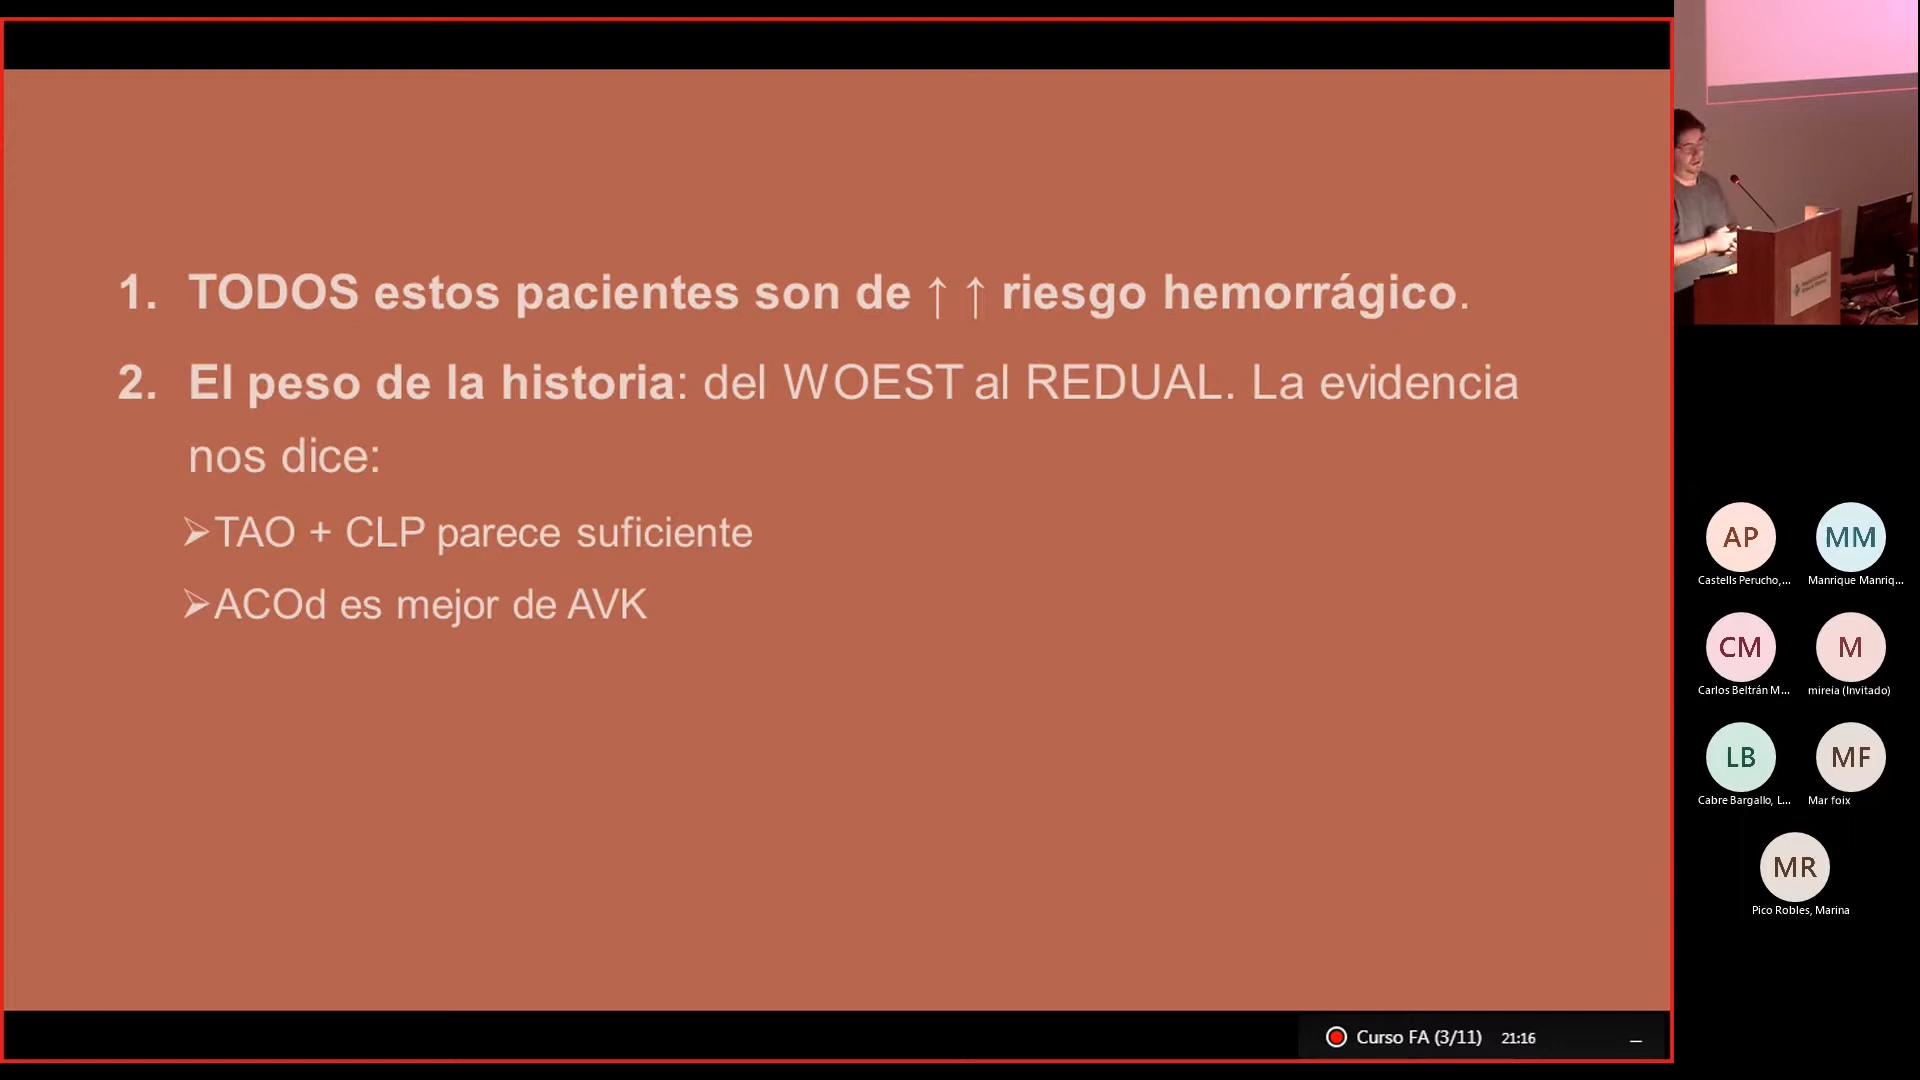 1. TODOS estos pacientes son de ↑ ↑ riesgo hemorrágico.
2. El peso de la historia: del WOEST al REDUAL. La evidencia
nos dice:
➢TAO + CLP parece suficiente
➢ACOd es mejor de AVK
AP
Castells Perucho,...
MM
Manrique Manriq...
CM
Carlos Beltrán M...
M
mireia (Invitado)
LB
Cabre Bargallo, L...
MF
Mar foix
MR
Pico Robles, Marina
Curso FA (3/11) 21:16